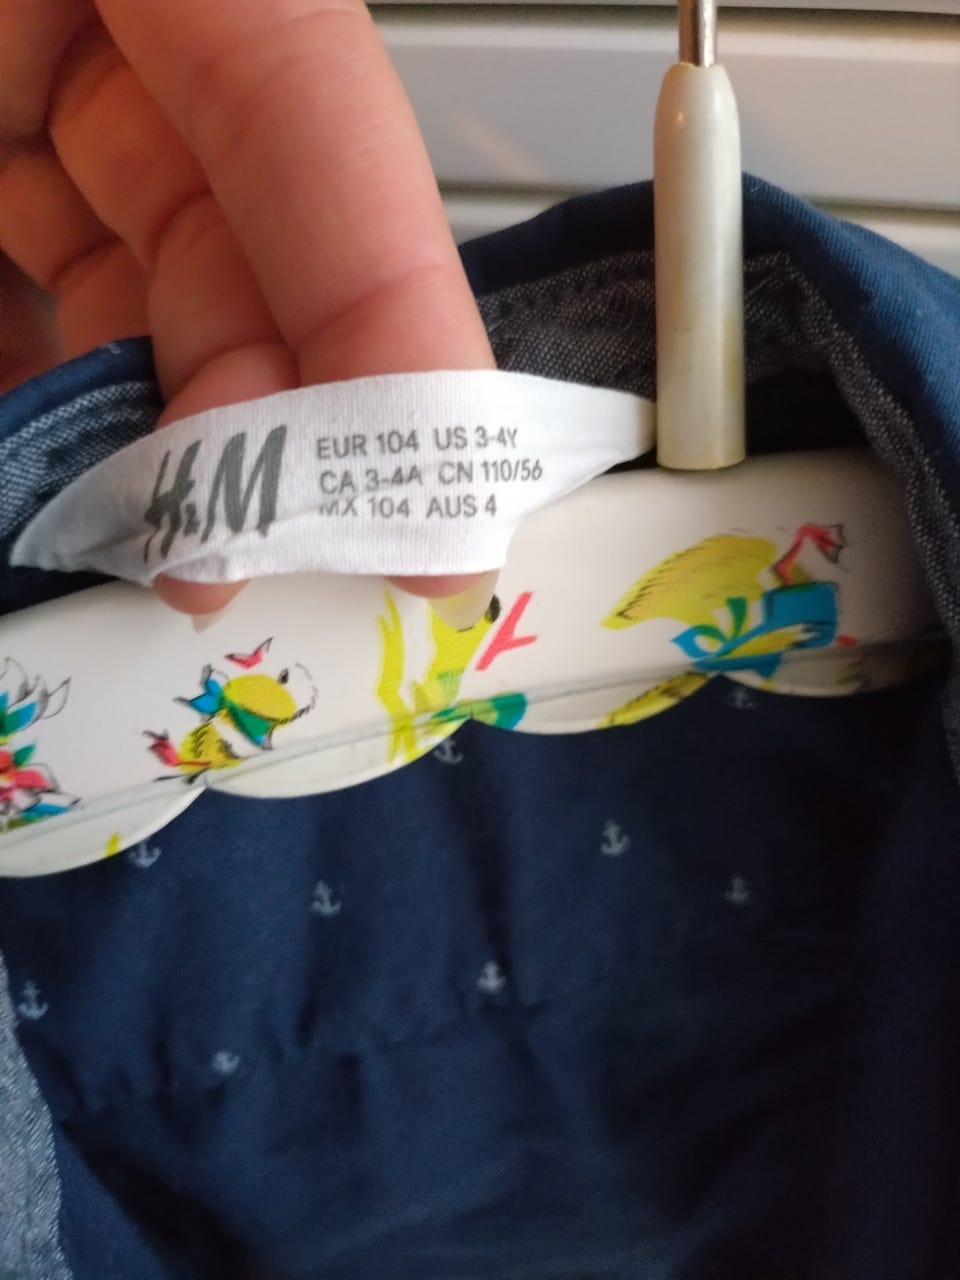 H&M
EUR 104 US 3-4Y
CA 3-4A CN 110/56
MX 104 AUS 4